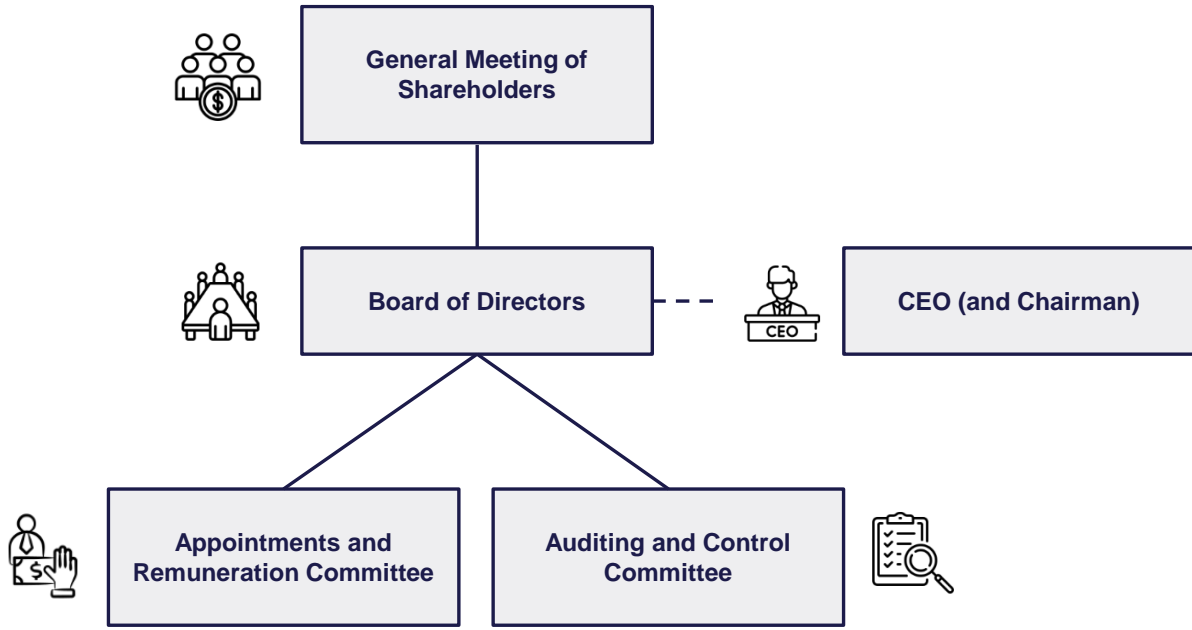 General Meeting of
Shareholders
$
Board of Directors
CEO
CEO (and Chairman)
$
Appointments and
Remuneration Committee
Auditing and Control
Committee